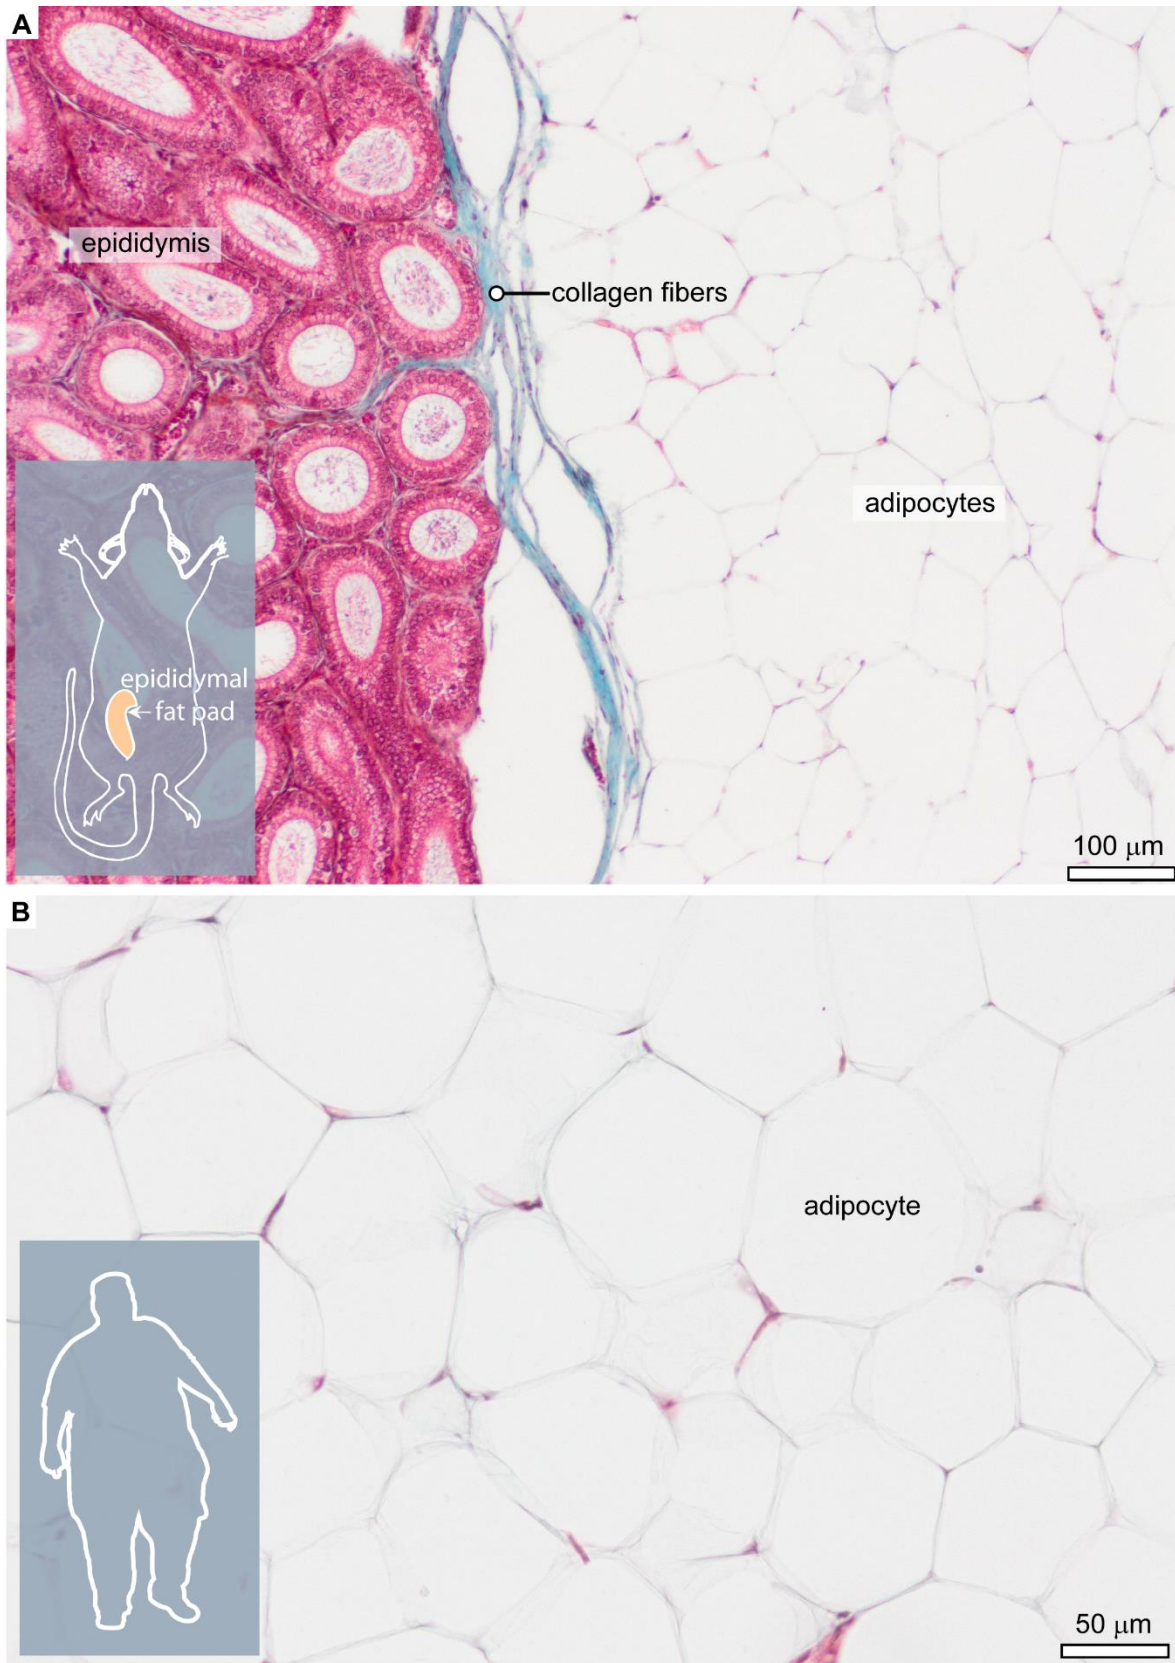 A
epididymis
collagen fibers
adipocytes
epididymal
fat pad
100 μm
B
adipocyte
50 μm